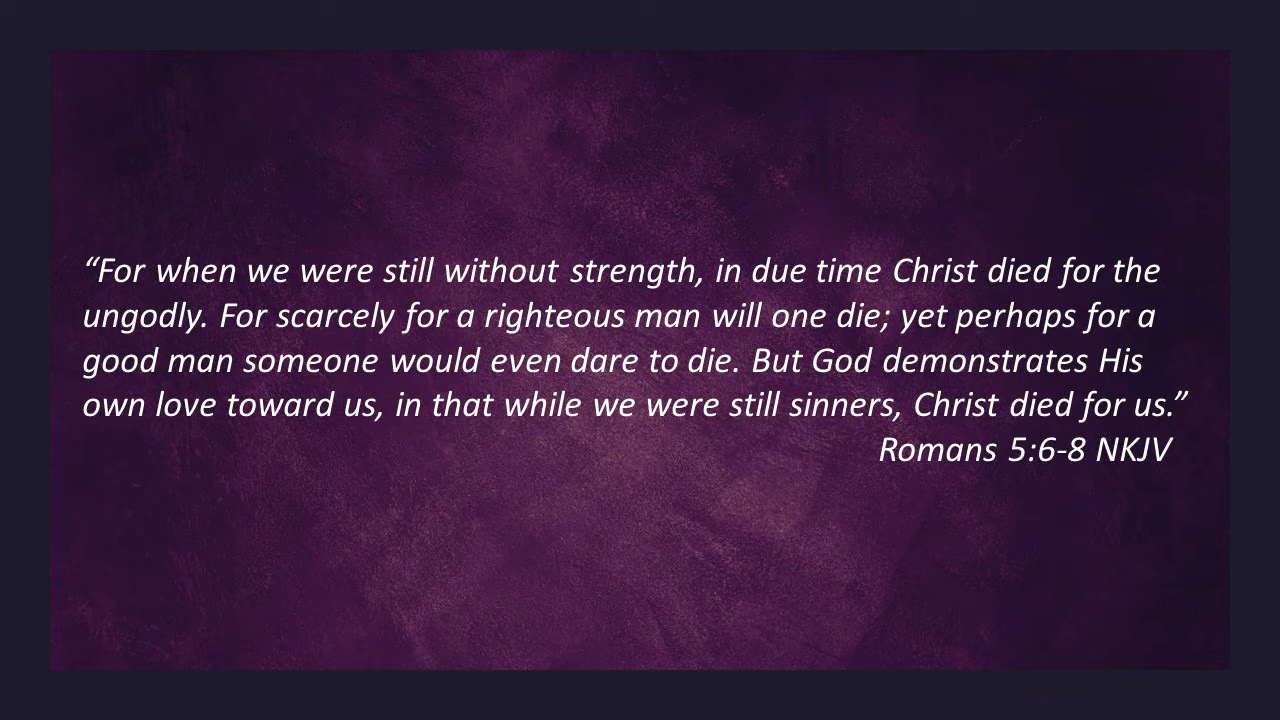 “For when we were still without strength, in due time Christ died for the
ungodly. For scarcely for a righteous man will one die; yet perhaps for a
good man someone would even dare to die. But God demonstrates His
own love toward us, in that while we were still sinners, Christ died for us.”
Romans 5:6-8 NKJV